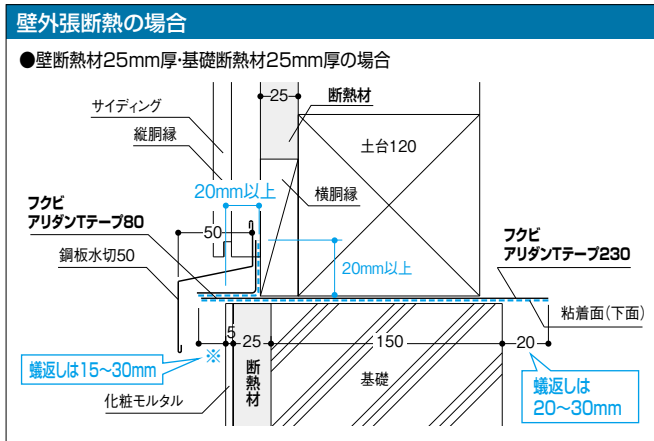 壁外張断熱の場合
●壁断熱材25mm厚・基礎断熱材25mm厚の場合
25
断熱材
サイディング
縦胴縁
土台120
20mm以上
横胴縁
フクビ
アリダンTテープ80
50
フクビ
アリダンTテープ230
鋼板水切50
20mm以上
粘着面(下面)
5
25
150
20
※
蟻返しは15〜30mm
断熱材
基礎
蟻返しは
20〜30mm
化粧モルタル